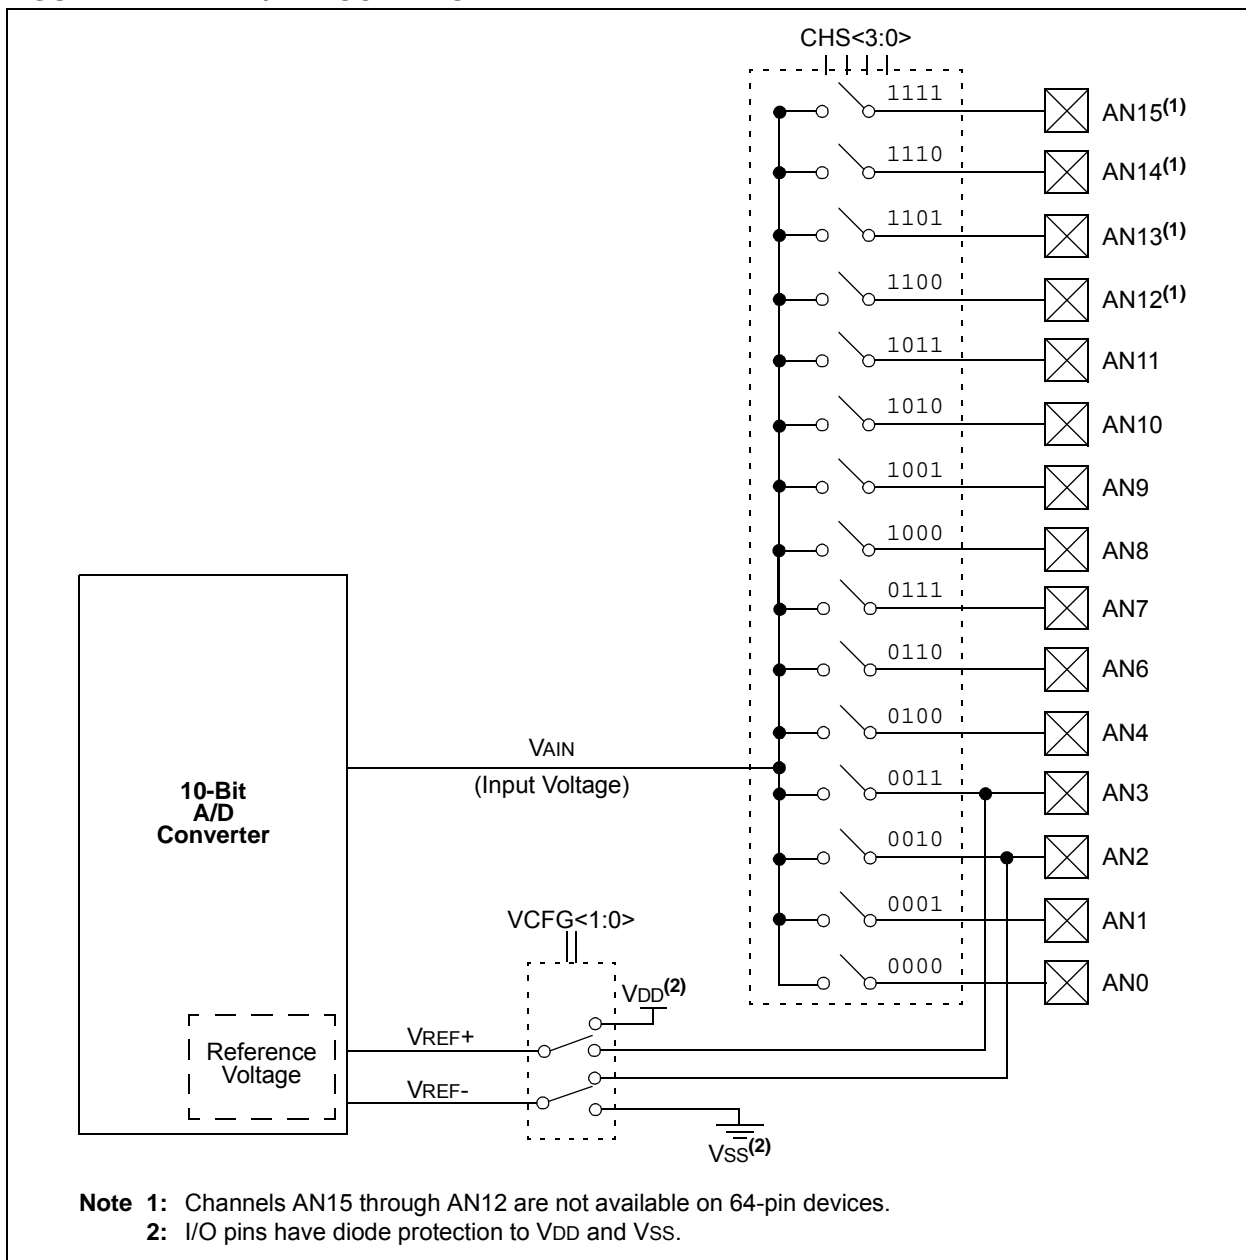 CHS<3:0>
1111 AN15(1)
1110 AN14(1)
1101 AN13(1)
1100 AN12(1)
1011 AN11
1010 AN10
1001 AN9
1000 AN8
0111 AN7
0110 AN6
0100 AN4
VAIN
(Input Voltage)
0011 AN3
10-Bit
A/D
Converter
0010 AN2
0001 AN1
VCFG<1:0>
0000 AN0
VDD(2)
VREF+
Reference
Voltage
VREF-
VSS(2)
Note 1: Channels AN15 through AN12 are not available on 64-pin devices.
2: I/O pins have diode protection to VDD and VSS.